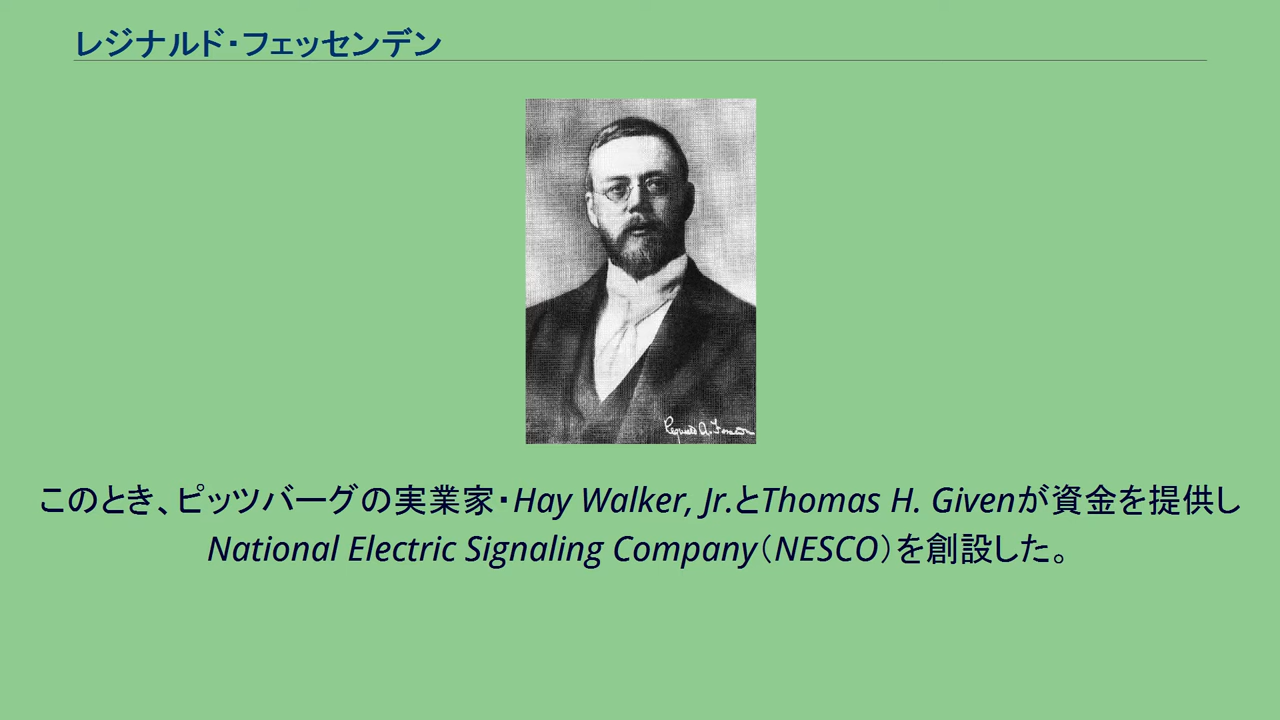 レジナルド・フェッセンデン
このとき、ピッツバーグの実業家・Hay Walker, Jr.とThomas H. Givenが資金を提供し
National Electric Signaling Company（NESCO）を創設した。